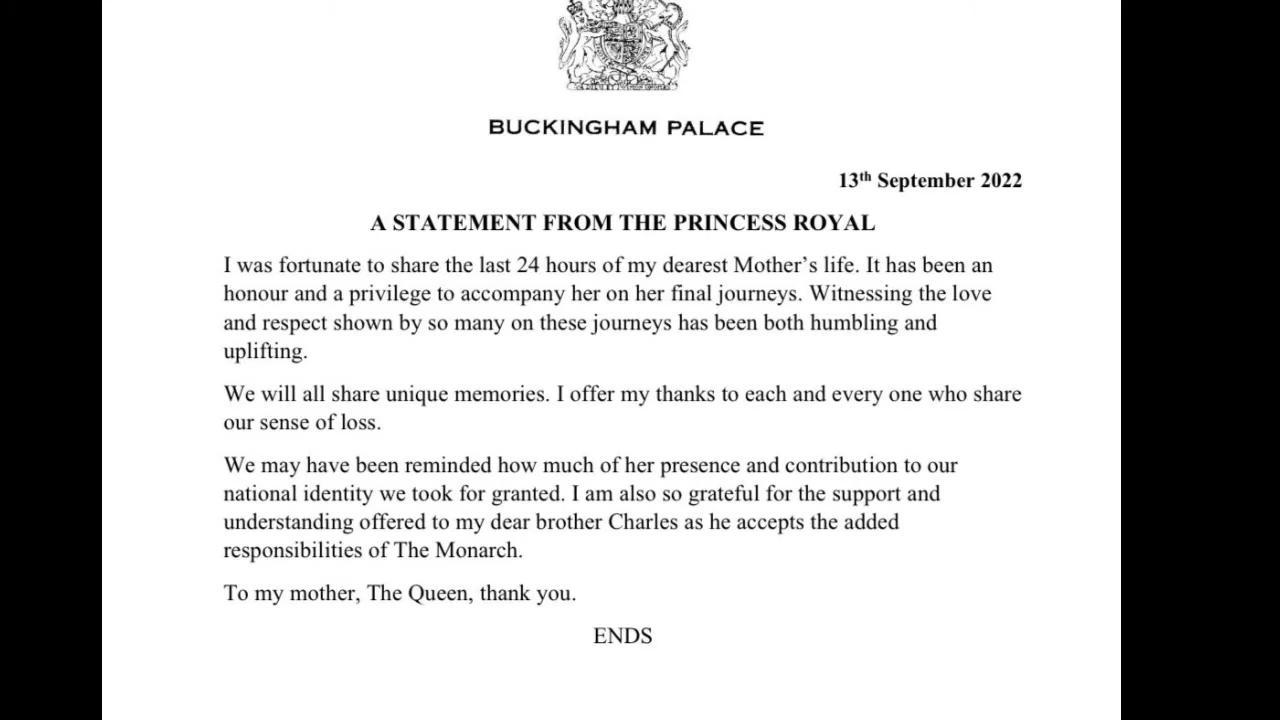 BUCKINGHAM PALACE
13th September 2022
A STATEMENT FROM THE PRINCESS ROYAL
I was fortunate to share the last 24 hours of my dearest Mother’s life. It has been an
honour and a privilege to accompany her on her final journeys. Witnessing the love
and respect shown by so many on these journeys has been both humbling and
uplifting.
We will all share unique memories. I offer my thanks to each and every one who share
our sense of loss.
We may have been reminded how much of her presence and contribution to our
national identity we took for granted. I am also so grateful for the support and
understanding offered to my dear brother Charles as he accepts the added
responsibilities of The Monarch.
To my mother, The Queen, thank you.
ENDS